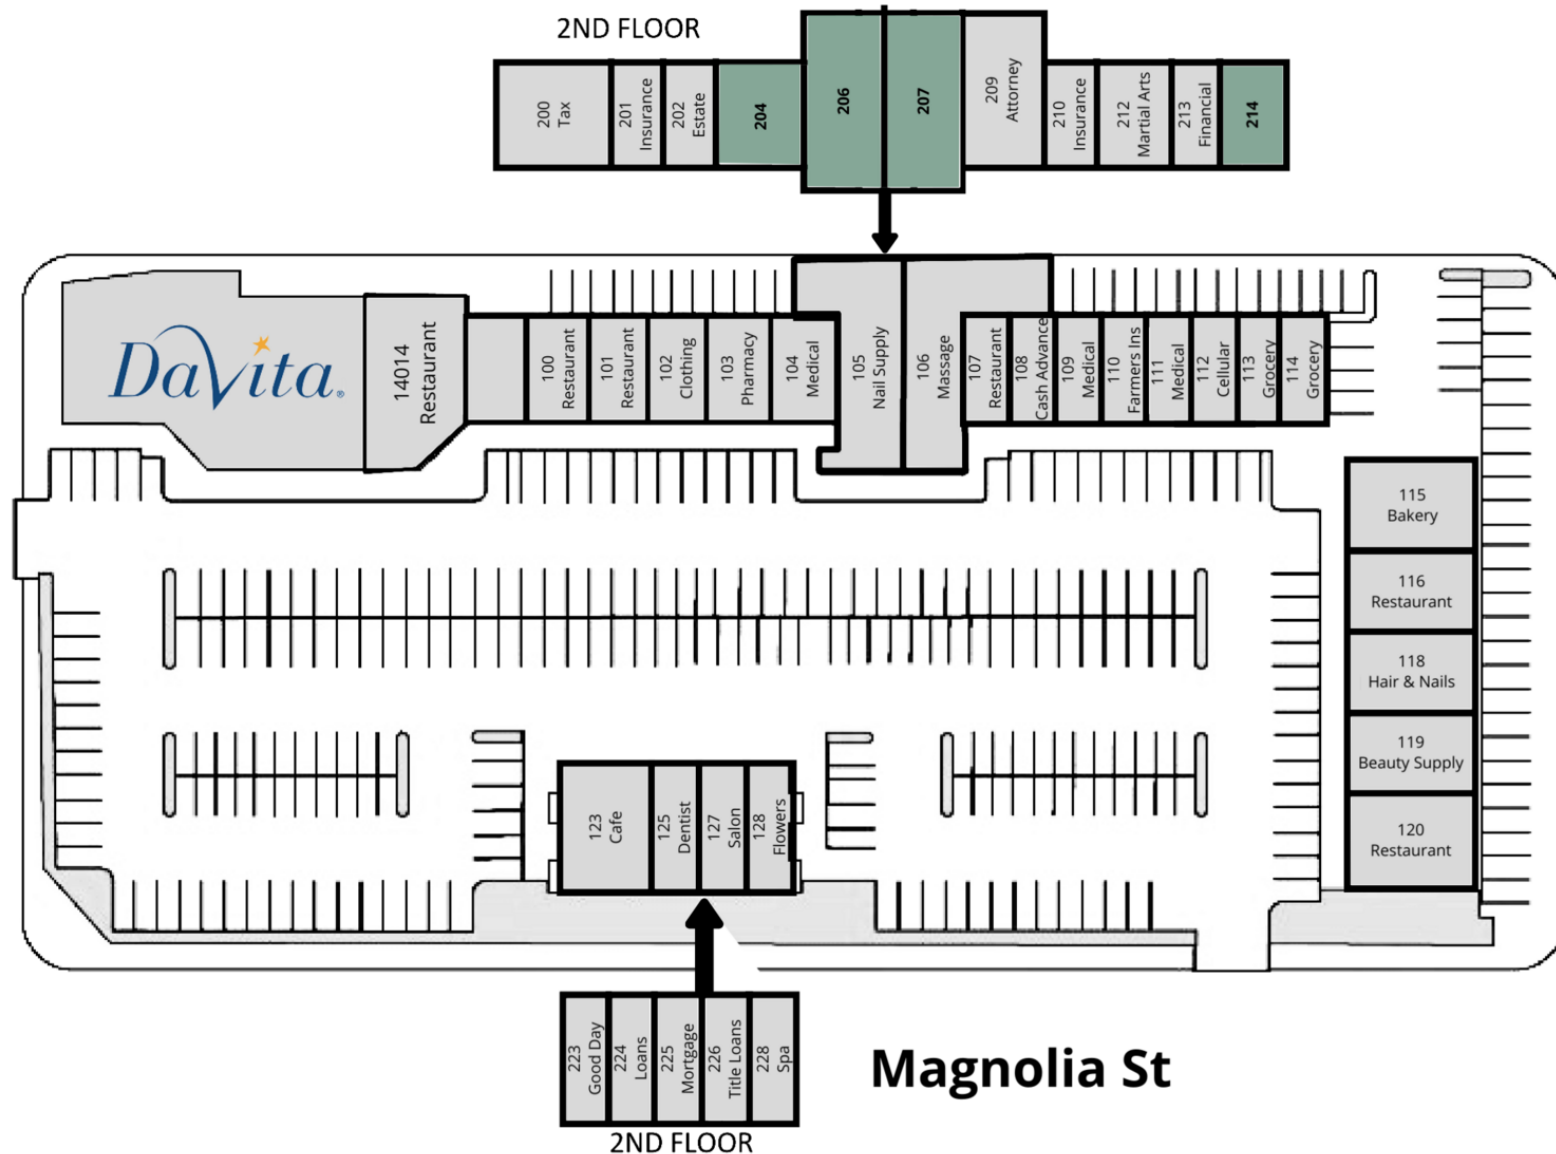 2ND FLOOR
200
Tax
201
Insurance
202
Estate
204
206
207
209
Attorney
210
Insurance
212
Martial Arts
213
Financial
214
DaVita®
14014
Restaurant
100
Restaurant
101
Restaurant
102
Clothing
103
Pharmacy
104
Medical
105
Nail Supply
106
Massage
107
Restaurant
108
Cash Advance
109
Medical
110
Farmers Ins
111
Medical
112
Cellular
113
Grocery
114
Grocery
115
Bakery
116
Restaurant
118
Hair & Nails
119
Beauty Supply
120
Restaurant
123
Cafe
125
Dentist
127
Salon
128
Flowers
223
Good Day
224
Loans
225
Mortgage
226
Title Loans
228
Spa
2ND FLOOR
Magnolia St